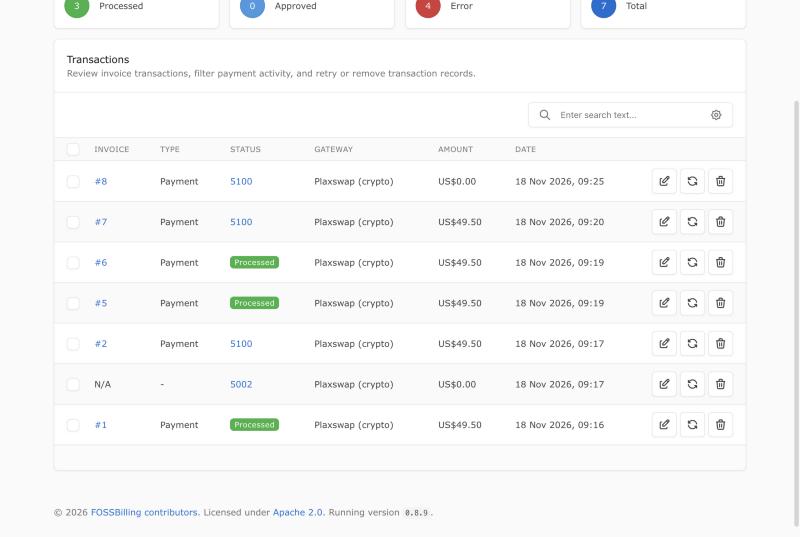 3 Processed 0 Approved 4 Error 7 Total
Transactions
Review invoice transactions, filter payment activity, and retry or remove transaction records.
Enter search text...
INVOICE TYPE STATUS GATEWAY AMOUNT DATE
#8 Payment 5100 Plaxswap (crypto) US$0.00 18 Nov 2026, 09:25
#7 Payment 5100 Plaxswap (crypto) US$49.50 18 Nov 2026, 09:20
#6 Payment Processed Plaxswap (crypto) US$49.50 18 Nov 2026, 09:19
#5 Payment Processed Plaxswap (crypto) US$49.50 18 Nov 2026, 09:19
#2 Payment 5100 Plaxswap (crypto) US$49.50 18 Nov 2026, 09:17
N/A - 5002 Plaxswap (crypto) US$0.00 18 Nov 2026, 09:17
#1 Payment Processed Plaxswap (crypto) US$49.50 18 Nov 2026, 09:16
© 2026 FOSSBilling contributors. Licensed under Apache 2.0. Running version 0.8.9.